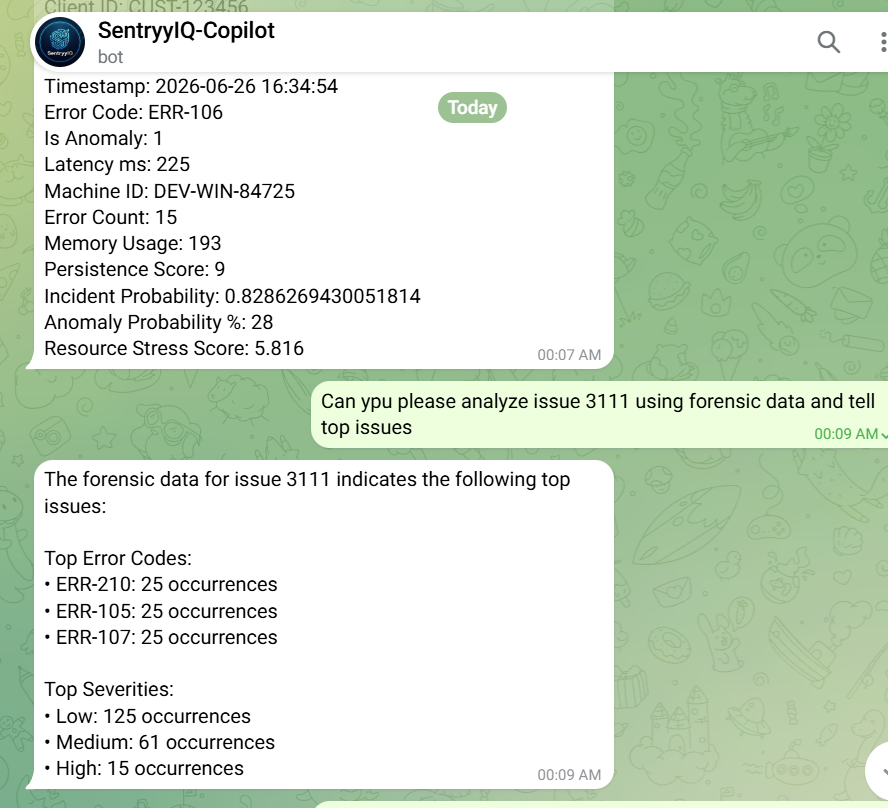 Client ID: CUST-123456
SentryyIQ-Copilot
bot
SentryyIQ
Timestamp: 2026-06-26 16:34:54
Today
Error Code: ERR-106
Is Anomaly: 1
Latency ms: 225
Machine ID: DEV-WIN-84725
Error Count: 15
Memory Usage: 193
Persistence Score: 9
Incident Probability: 0.8286269430051814
Anomaly Probability %: 28
Resource Stress Score: 5.816
00:07 AM
Can ypu please analyze issue 3111 using forensic data and tell
top issues
00:09 AM
The forensic data for issue 3111 indicates the following top
issues:
Top Error Codes:
• ERR-210: 25 occurrences
• ERR-105: 25 occurrences
• ERR-107: 25 occurrences
Top Severities:
• Low: 125 occurrences
• Medium: 61 occurrences
• High: 15 occurrences
00:09 AM